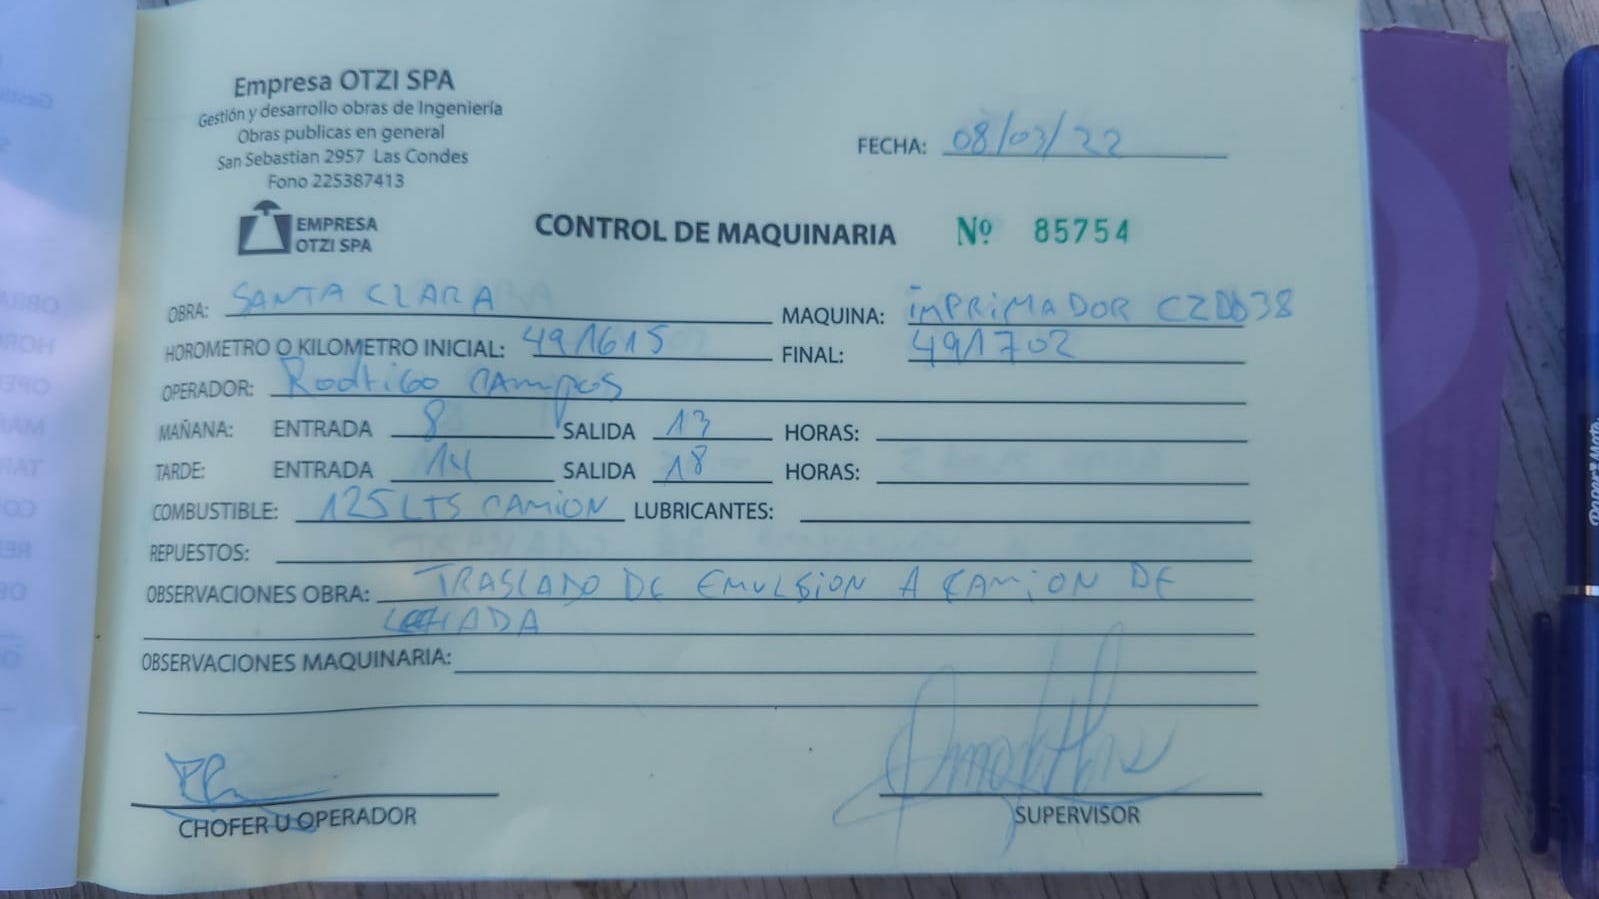 Empresa OTZI SPA
Gestión y desarrollo obras de Ingeniería
Obras publicas en general
San Sebastian 2957 Las Condes
Fono 225387413
EMPRESA
OTZI SPA
FECHA: 08/03/22
CONTROL DE MAQUINARIA Nº 85754
OBRA: SANTA CLARA MAQUINA: IMPRIMADOR CZDD38
HOROMETRO O KILOMETRO INICIAL: 491615 FINAL: 491702
OPERADOR: Rodrigo CAMPOS
MAÑANA: ENTRADA 8 SALIDA 13 HORAS:
TARDE: ENTRADA 14 SALIDA 18 HORAS:
COMBUSTIBLE: 125 LTS CAMION LUBRICANTES:
REPUESTOS:
OBSERVACIONES OBRA: TRASLADO DE EMULSION A CAMION DE
LECHADA
OBSERVACIONES MAQUINARIA:
CHOFER U OPERADOR
SUPERVISOR